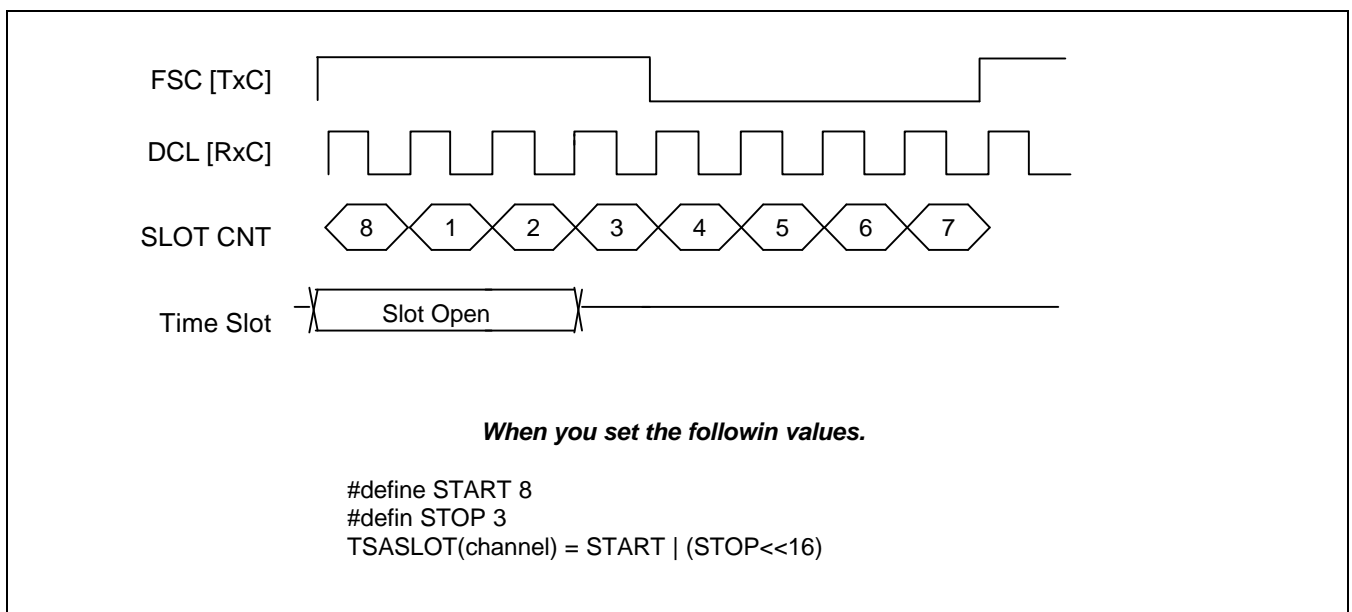 FSC [TxC]
DCL [RxC]
SLOT CNT 8 1 2 3 4 5 6 7
Time Slot Slot Open
When you set the followin values.
#define START 8
#defin STOP 3
TSASLOT(channel) = START | (STOP<<16)